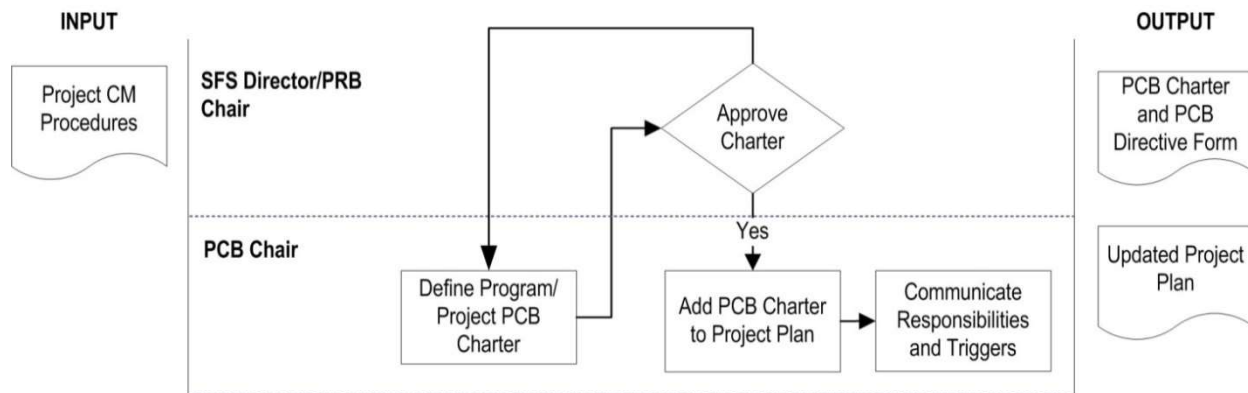 INPUT
Project CM
Procedures
SFS Director/PRB
Chair
Approve
Charter
Yes
PCB Chair
Define Program/
Project PCB
Charter
Add PCB Charter
to Project Plan
Communicate
Responsibilities
and Triggers
OUTPUT
PCB Charter
and PCB
Directive Form
Updated Project
Plan